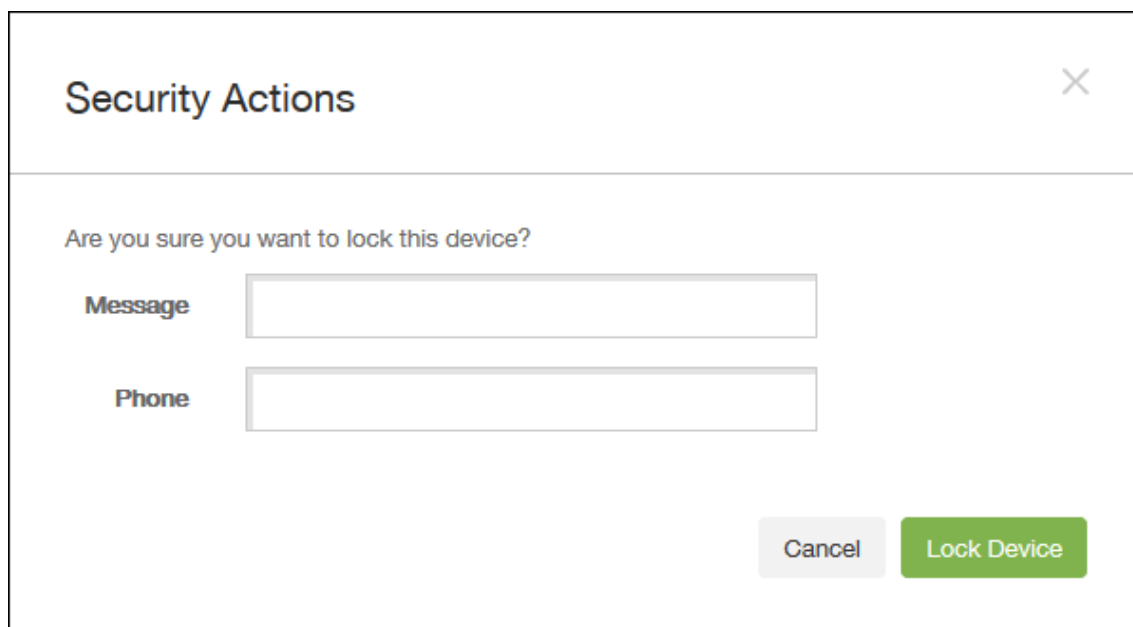 Security Actions
Are you sure you want to lock this device?
Message
Phone
Cancel
Lock Device